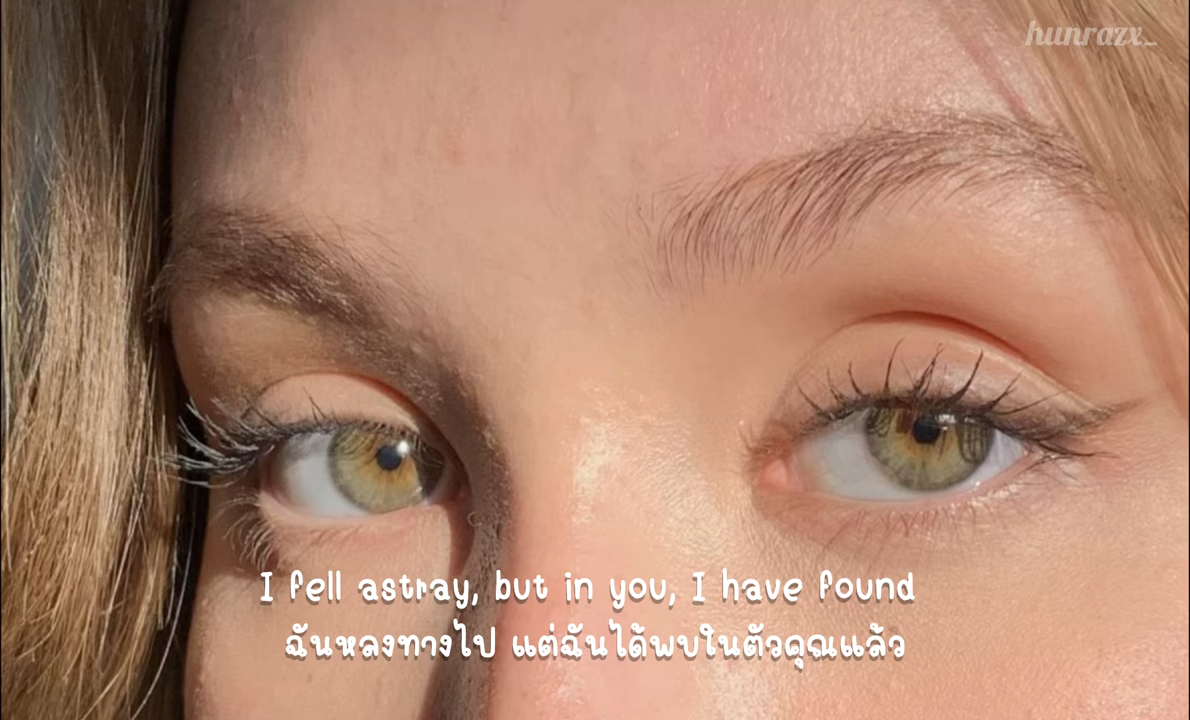 hunrazx_
I fell astray, but in you, I have found
ฉันหลงทางไป แต่ฉันได้พบในตัวคุณแล้ว